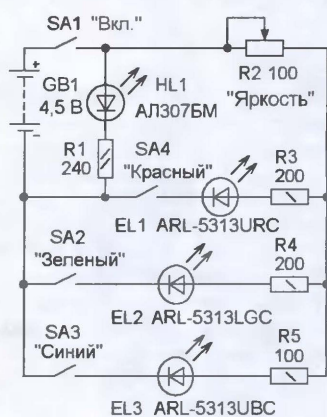 SA1 "Вкл."
+
GB1
4,5 В
−
HL1
АЛ307БМ
R2 100
"Яркость"
R1
240
SA4
"Красный"
R3
200
EL1 ARL-5313URC
SA2
"Зеленый"
R4
200
EL2 ARL-5313LGC
SA3
"Синий"
R5
100
EL3 ARL-5313UBC